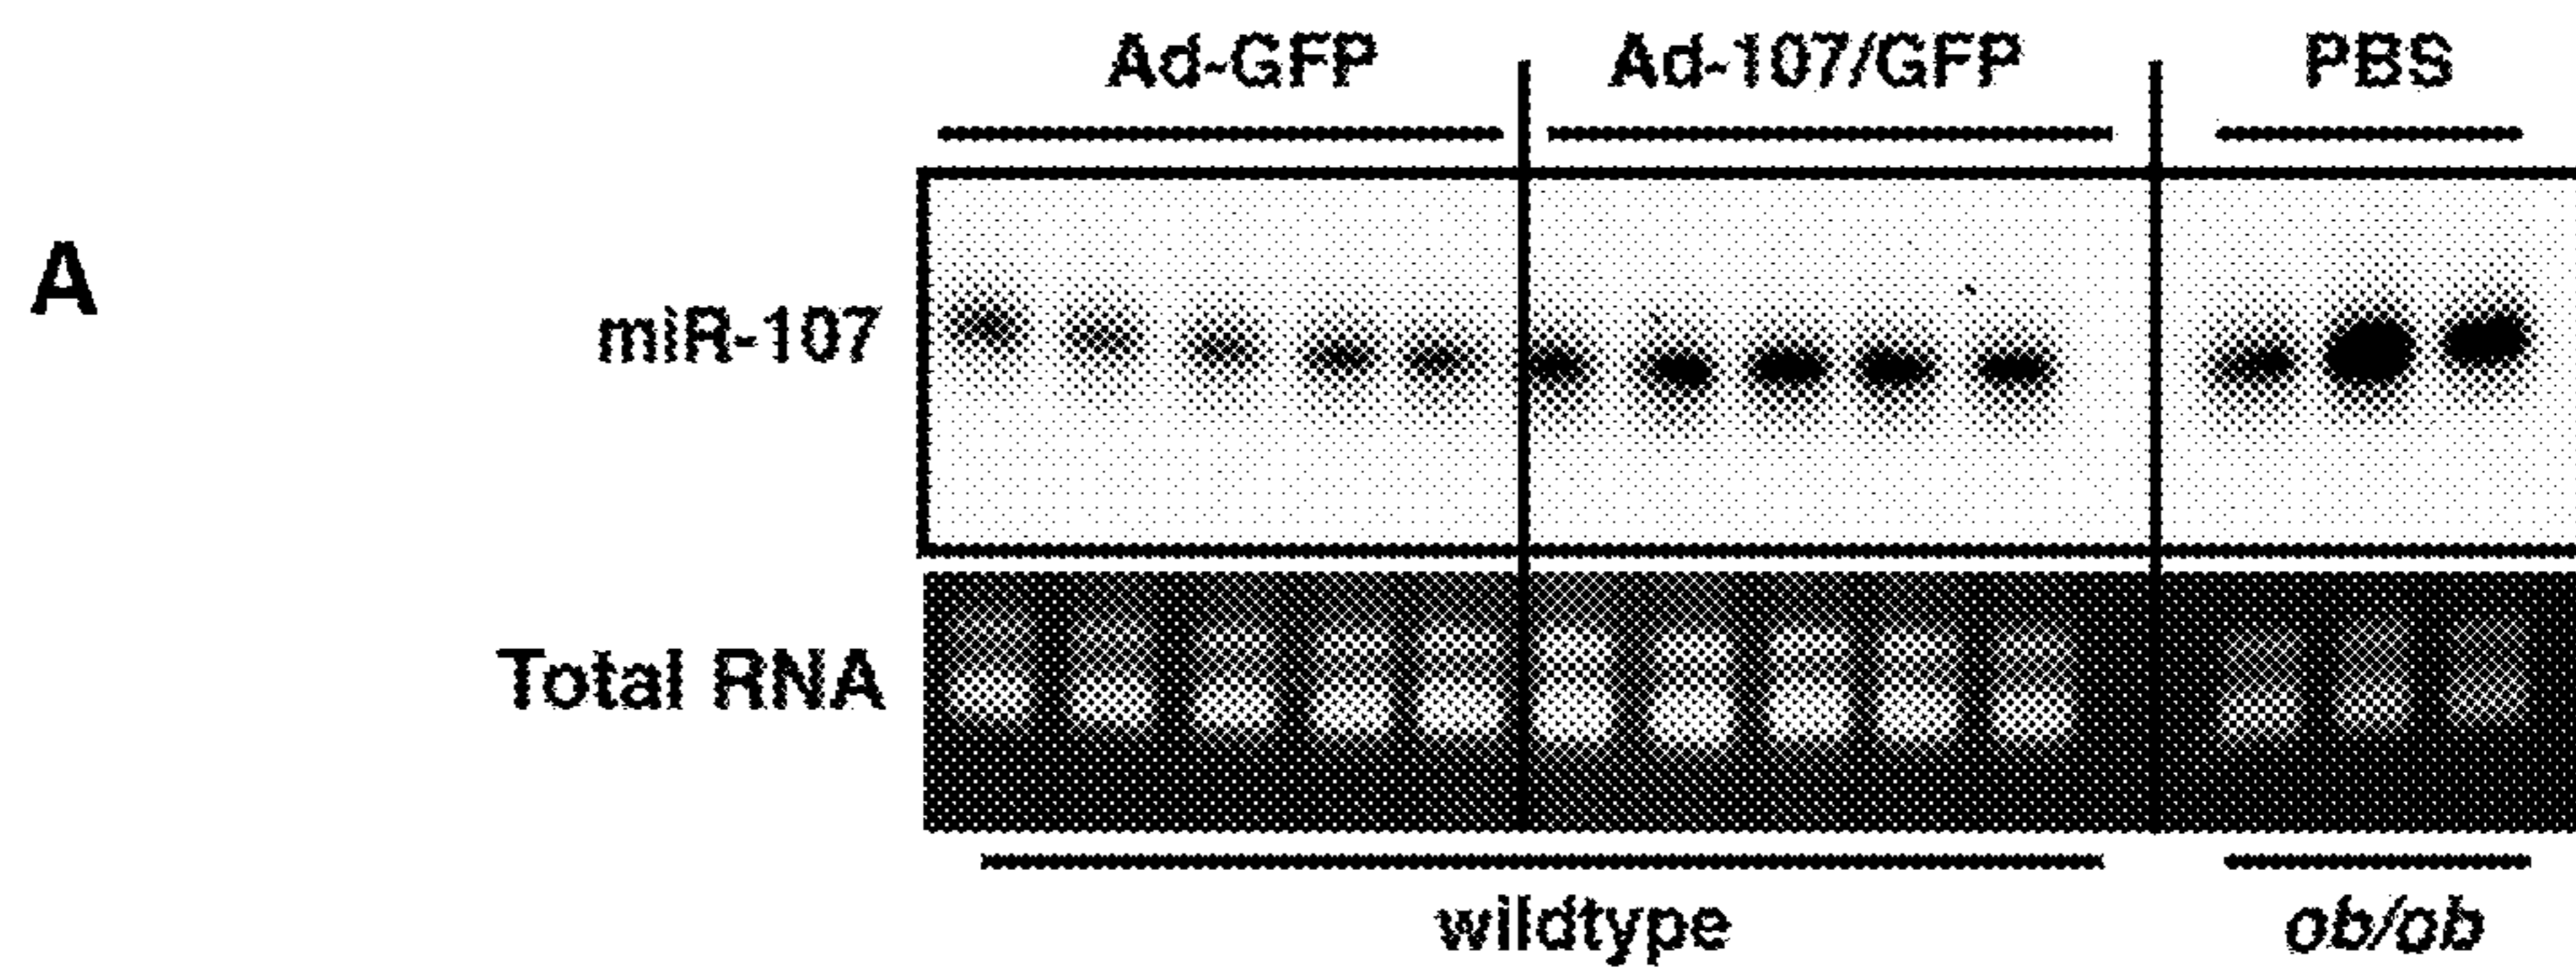 Ad-GFP Ad-107/GFP PBS
A
miR-107
Total RNA
wildtype ob/ob